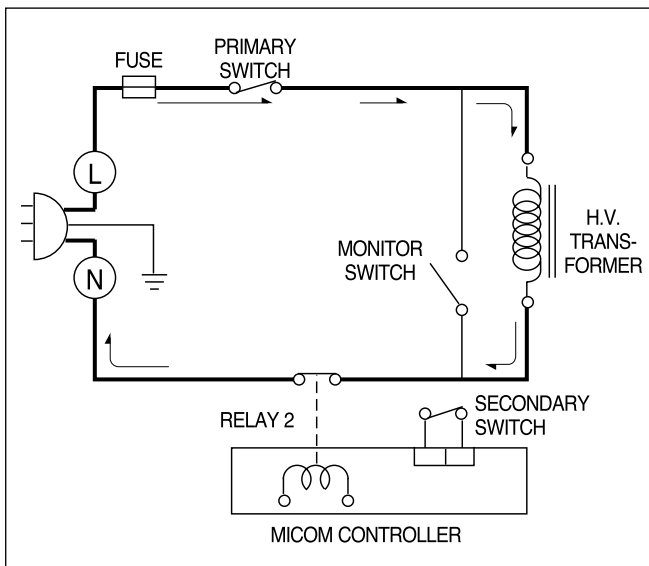 FUSE
PRIMARY
SWITCH
L
N
MONITOR
SWITCH
H.V.
TRANS-
FORMER
RELAY 2
SECONDARY
SWITCH
MICOM CONTROLLER